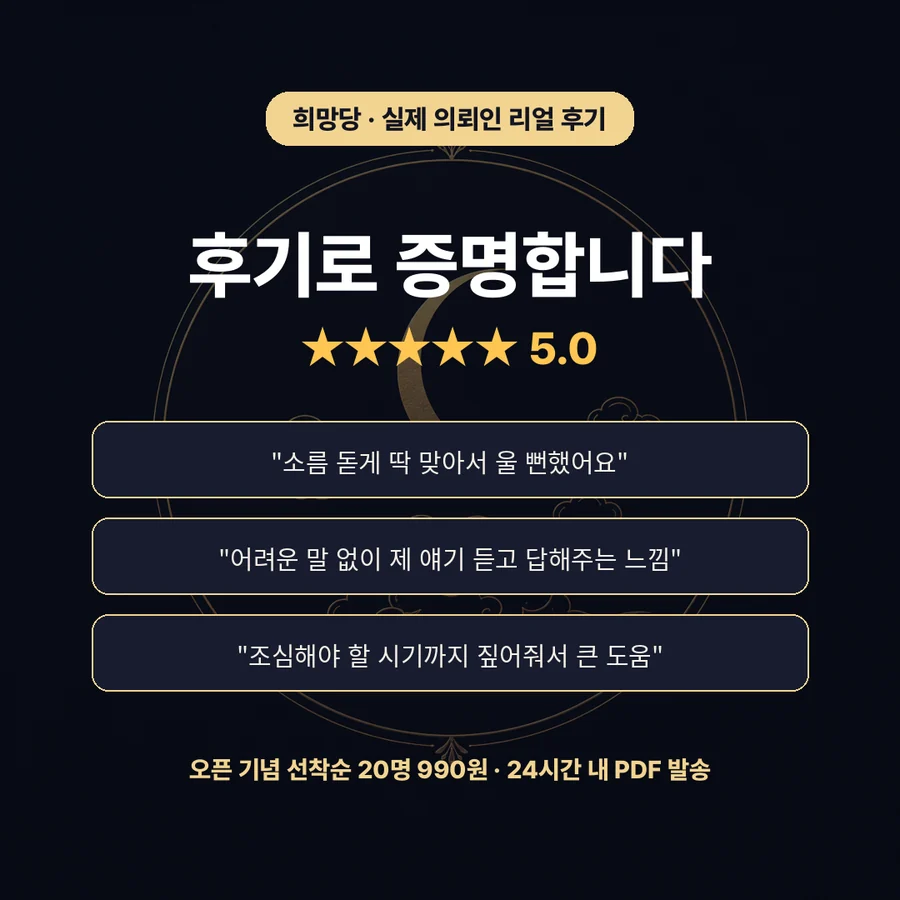 희망당 · 실제 의뢰인 리얼 후기
후기로 증명합니다
★★★★★ 5.0
"소름 돋게 딱 맞아서 울 뻔했어요"
"어려운 말 없이 제 얘기 듣고 답해주는 느낌"
"조심해야 할 시기까지 짚어줘서 큰 도움"
오픈 기념 선착순 20명 990원 · 24시간 내 PDF 발송